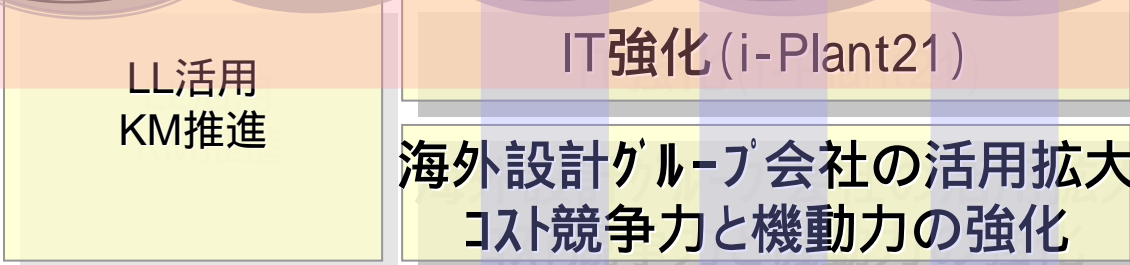 LL活用
KM推進
IT強化(i-Plant21)
海外設計ｸﾞﾙｰﾌﾟ会社の活用拡大
ｺｽﾄ競争力と機動力の強化